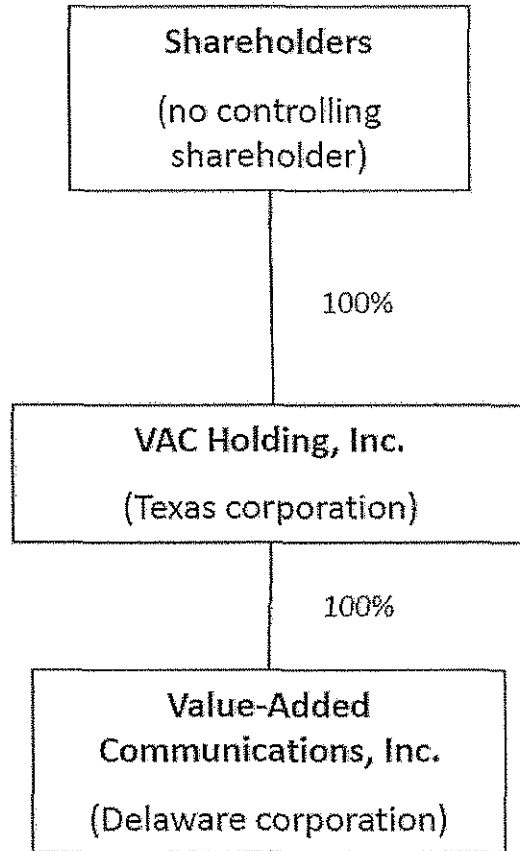 Shareholders
(no controlling
shareholder)
100%
VAC Holding, Inc.
(Texas corporation)
100%
Value-Added
Communications, Inc.
(Delaware corporation)